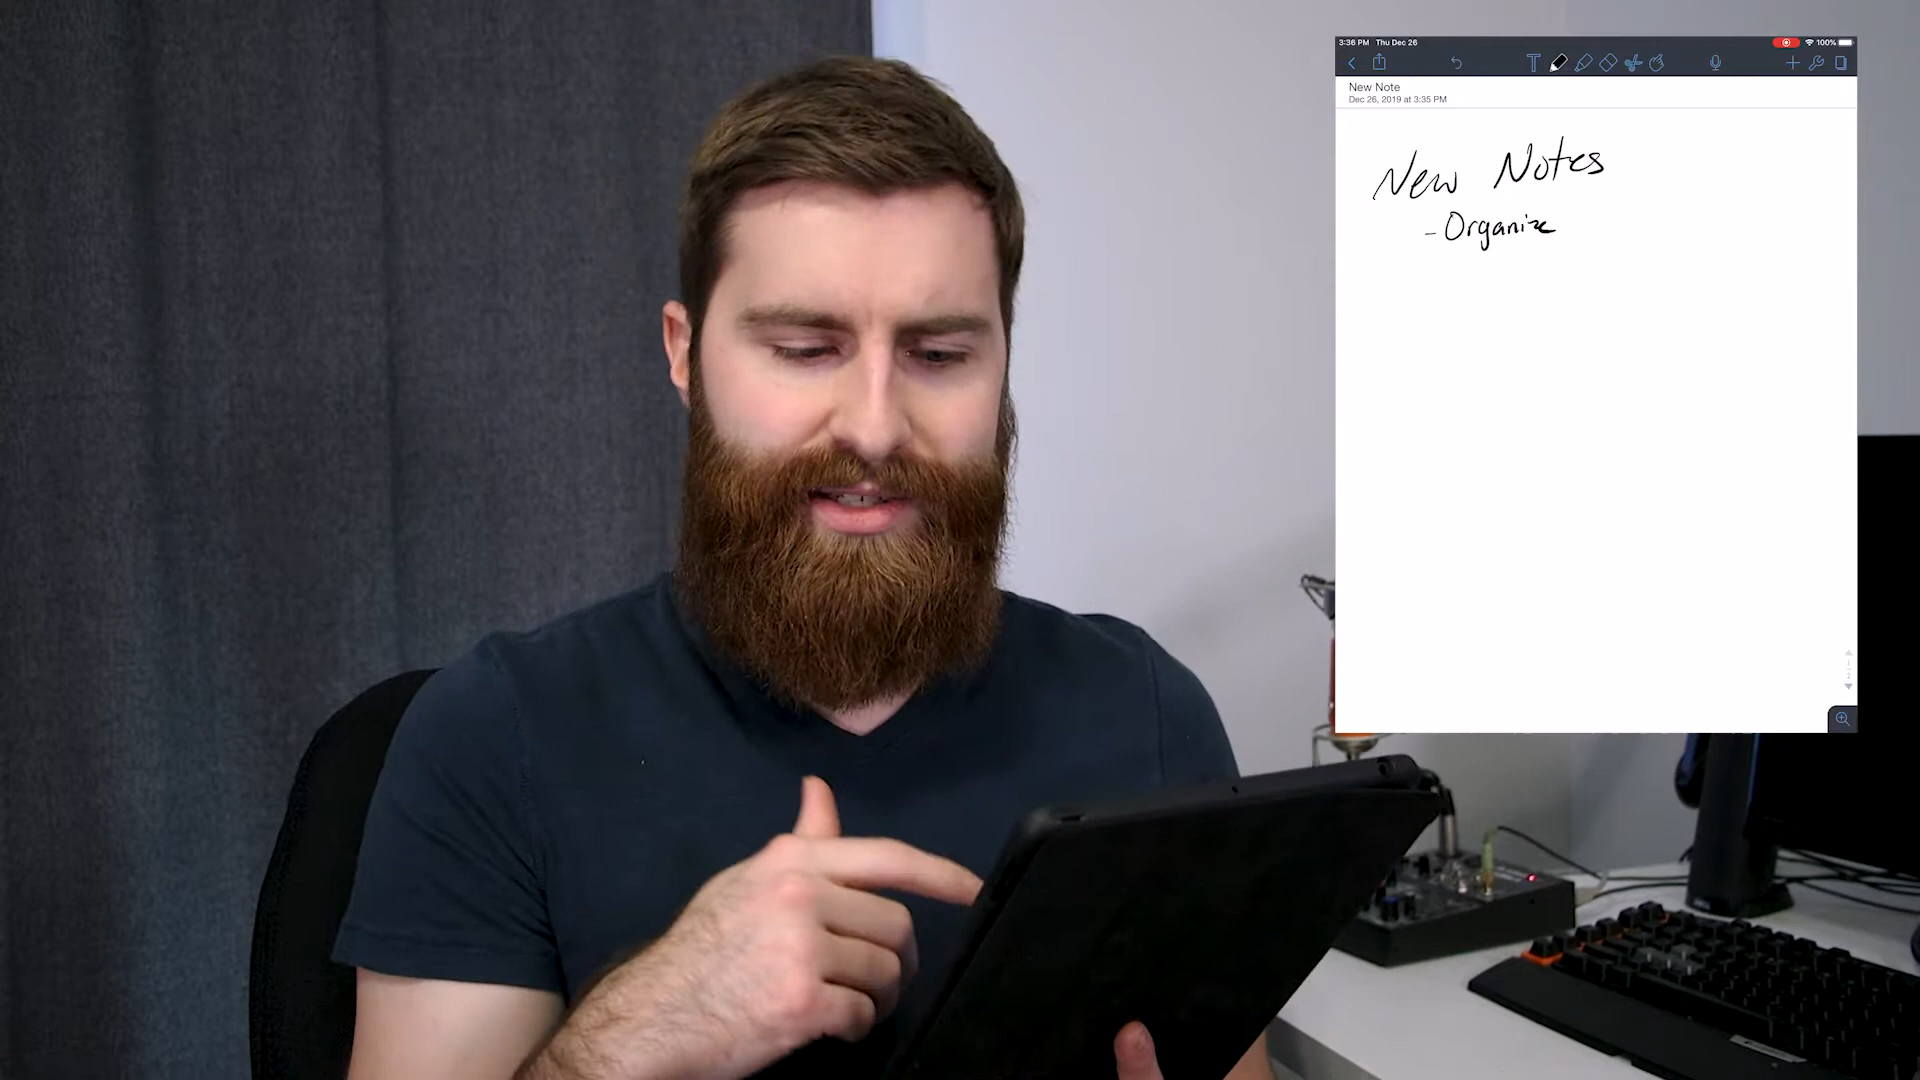 3:36 PM Thu Dec 26 100%
New Note
Dec 26, 2019 at 3:35 PM
New Notes
- Organize